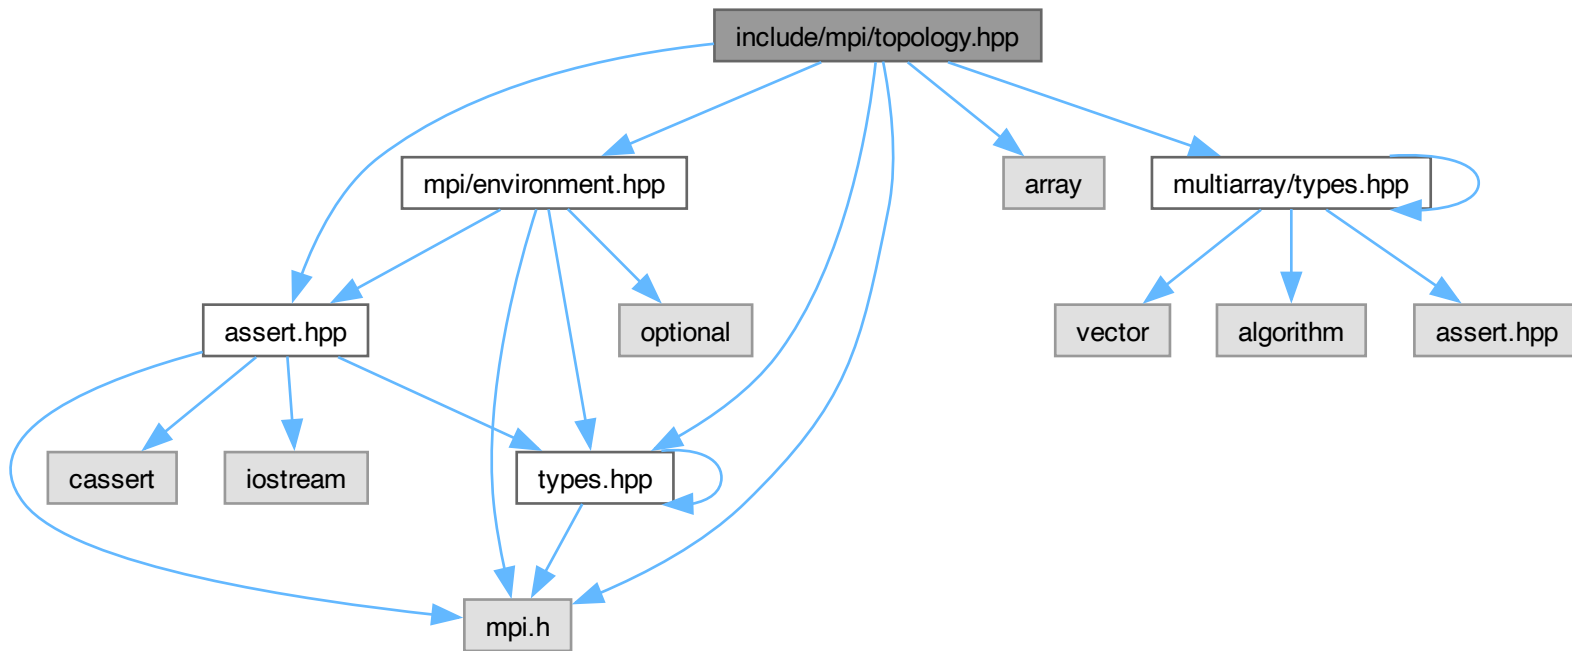 include/mpi/topology.hpp
mpi/environment.hpp
array
multiarray/types.hpp
assert.hpp
optional
vector
algorithm
assert.hpp
cassert
iostream
types.hpp
mpi.h